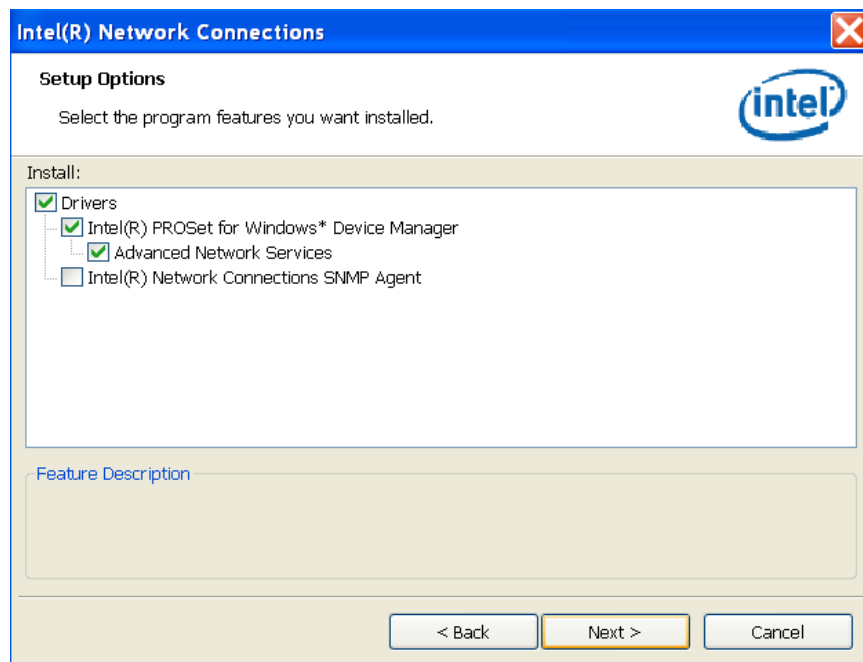 Intel(R) Network Connections
Setup Options
Select the program features you want installed.
intel
Install:
Drivers
Intel(R) PROSet for Windows* Device Manager
Advanced Network Services
Intel(R) Network Connections SNMP Agent
Feature Description
< Back
Next >
Cancel